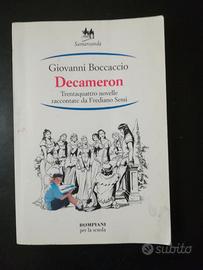 Samarcanda
Giovanni Boccaccio
Decameron
Trentaquattro novelle
raccontate da Frediano Sessi
BOMPIANI
per la scuola
subito